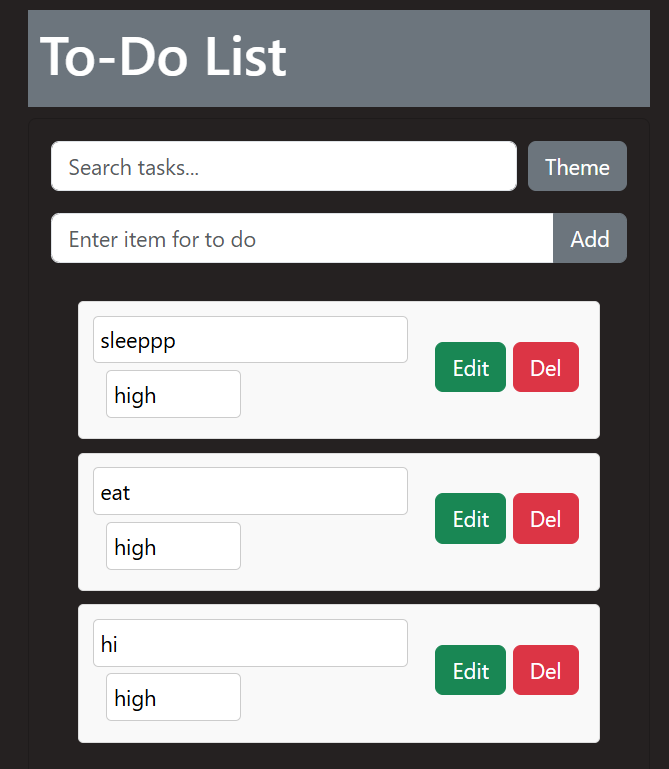 To-Do List
Search tasks... Theme
Enter item for to do Add
sleeppp
high
Edit Del
eat
high
Edit Del
hi
high
Edit Del